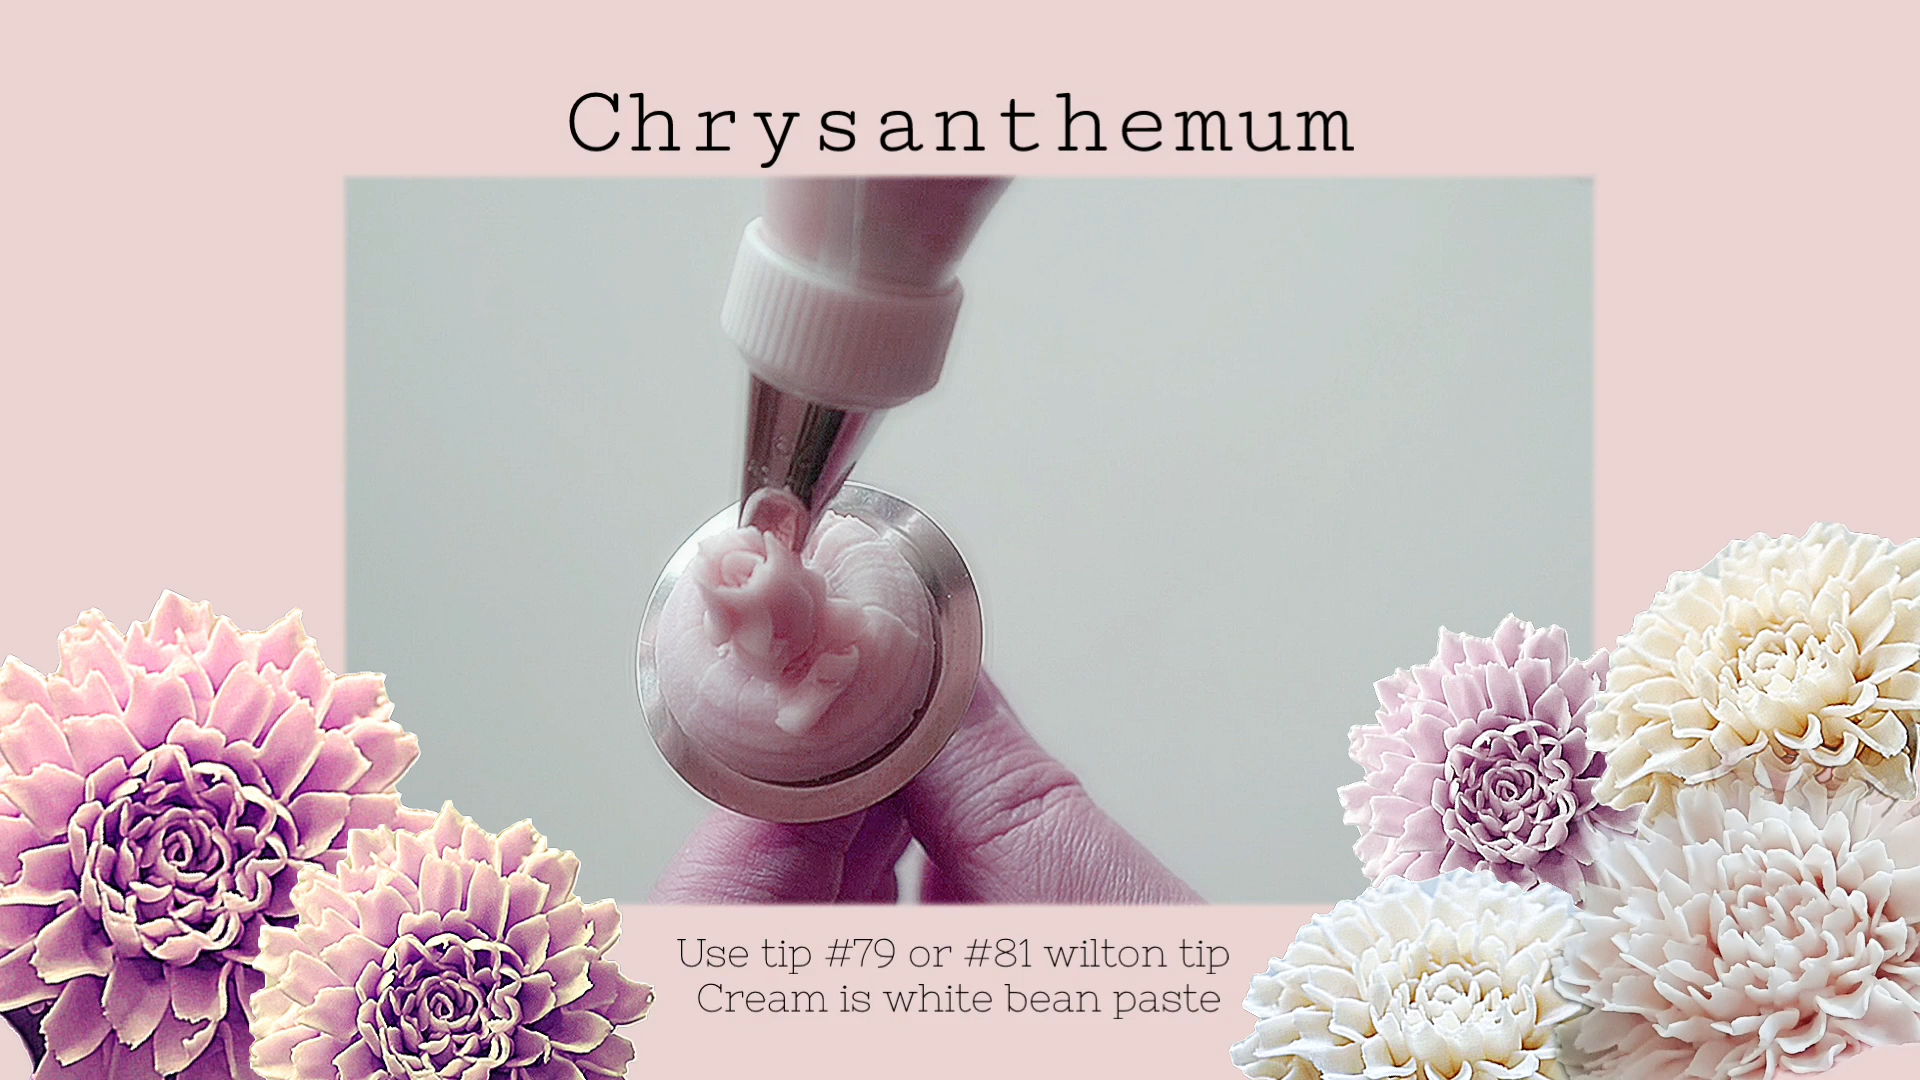 Chrysanthemum
Use tip #79 or #81 wilton tip
Cream is white bean paste